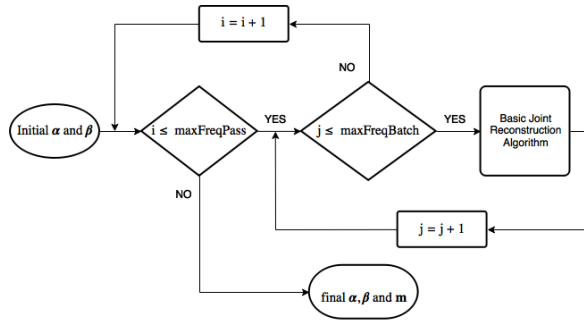 i = i + 1
NO
Initial α and β
i ≤ maxFreqPass
YES
j ≤ maxFreqBatch
YES
Basic Joint
Reconstruction
Algorithm
NO
j = j + 1
final α, β and m